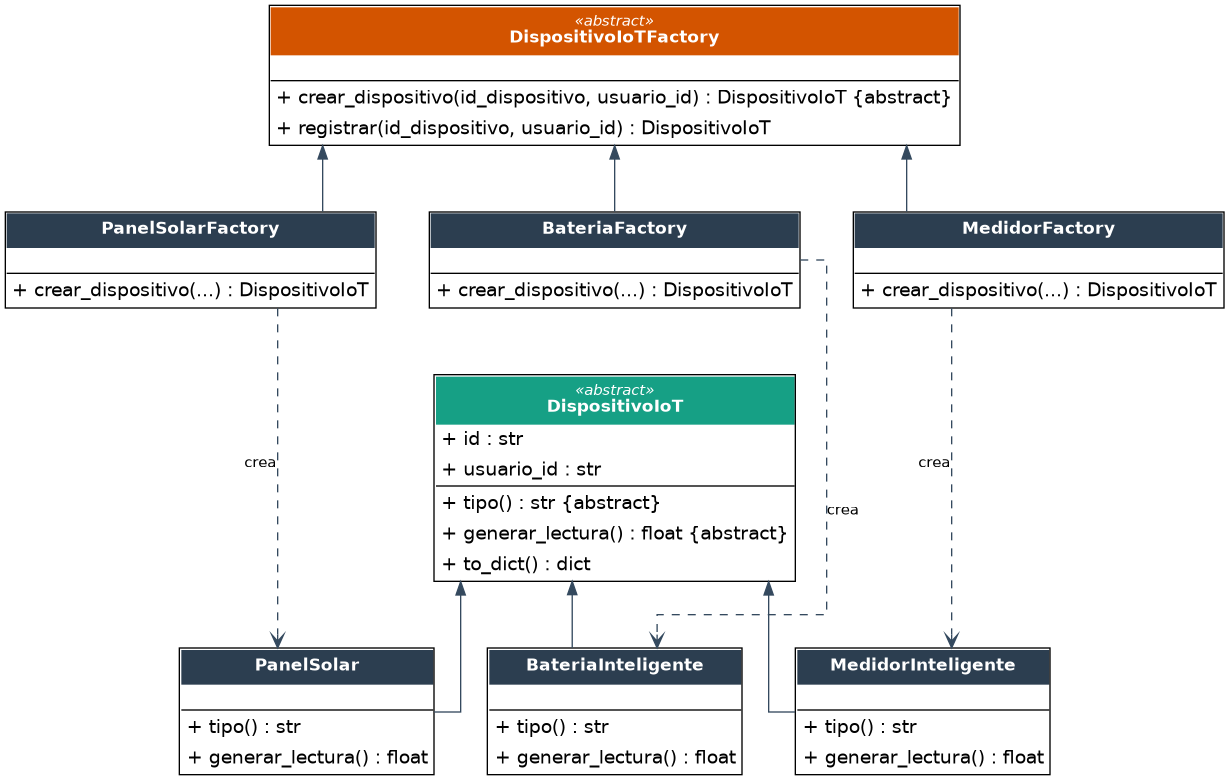 «abstract»
DispositivoIoTFactory
+ crear_dispositivo(id_dispositivo, usuario_id) : DispositivoIoT {abstract}
+ registrar(id_dispositivo, usuario_id) : DispositivoIoT
PanelSolarFactory
+ crear_dispositivo(...) : DispositivoIoT
BateriaFactory
+ crear_dispositivo(...) : DispositivoIoT
MedidorFactory
+ crear_dispositivo(...) : DispositivoIoT
«abstract»
DispositivoIoT
+ id : str
+ usuario_id : str
+ tipo() : str {abstract}
+ generar_lectura() : float {abstract}
+ to_dict() : dict
crea
crea
crea
PanelSolar
+ tipo() : str
+ generar_lectura() : float
BateriaInteligente
+ tipo() : str
+ generar_lectura() : float
MedidorInteligente
+ tipo() : str
+ generar_lectura() : float